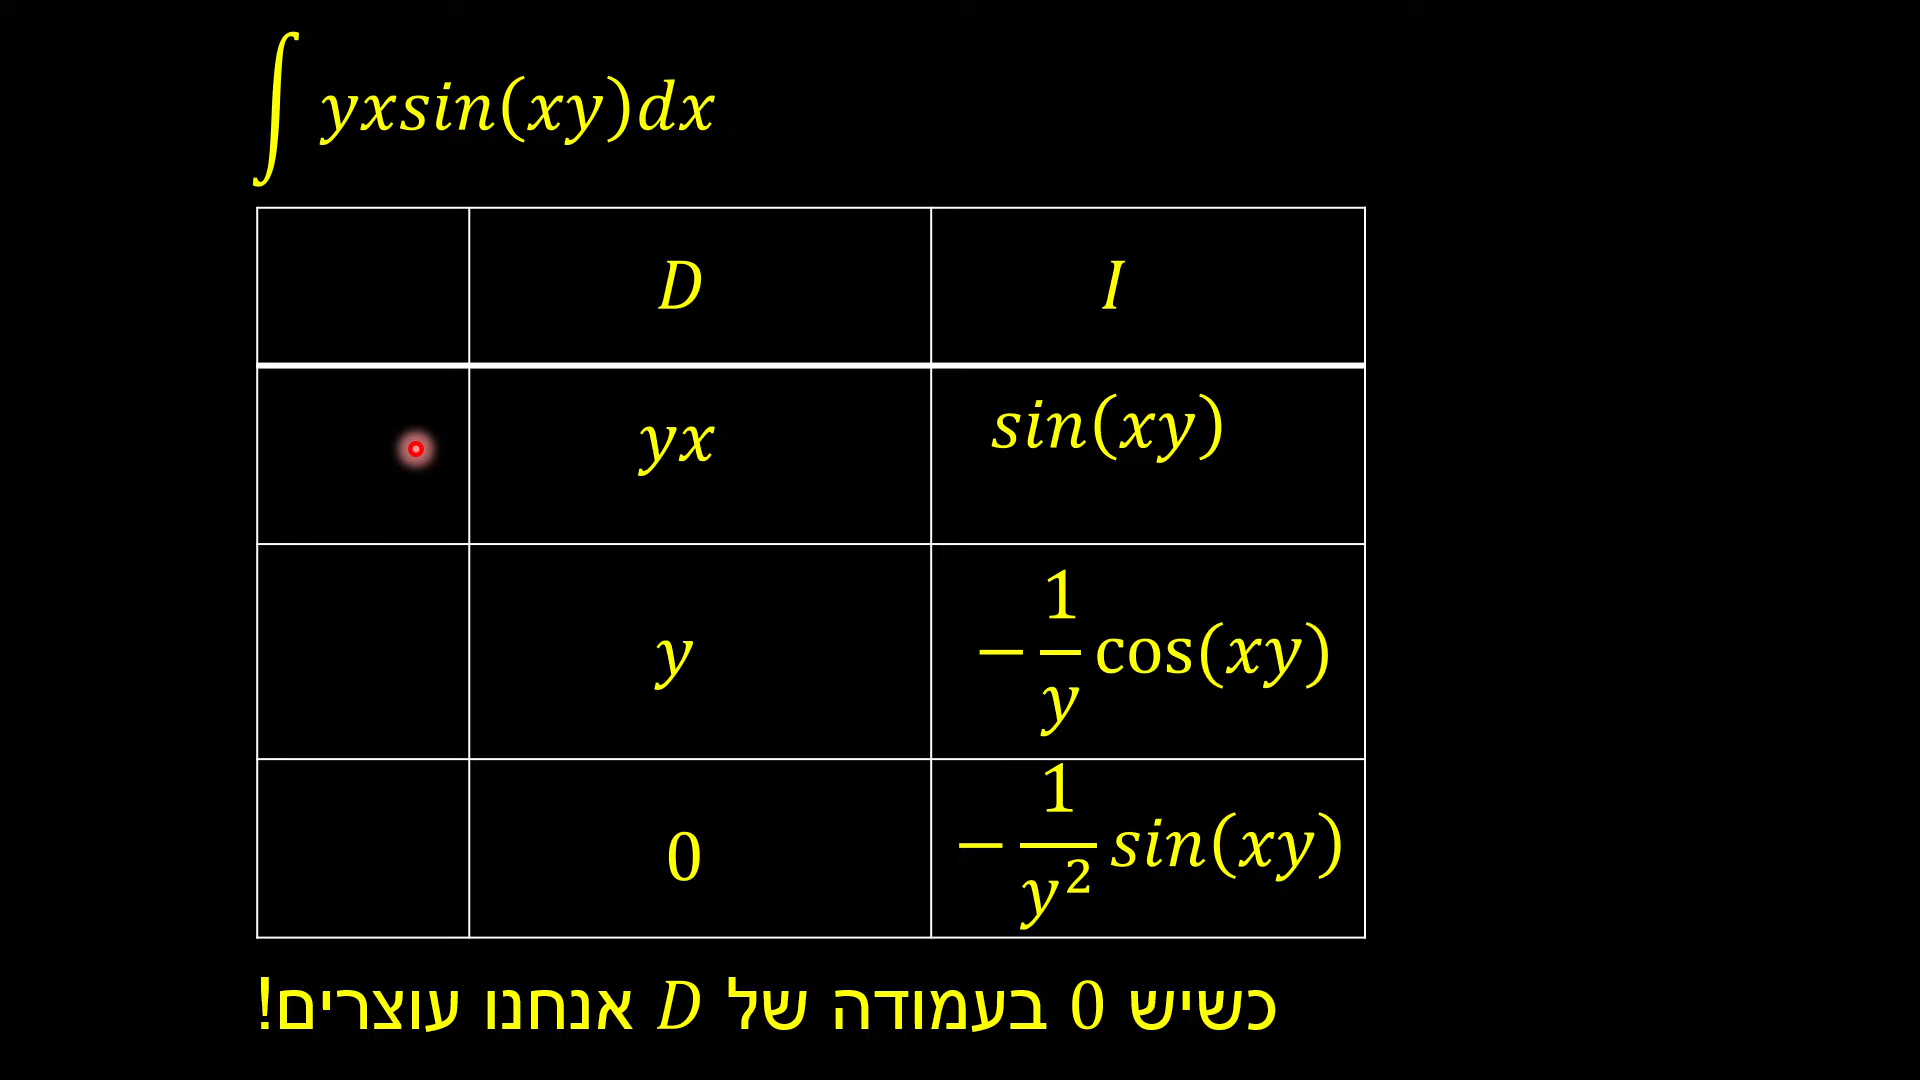 ∫ yxsin(xy)dx
D I
yx sin(xy)
y −1/y cos(xy)
0 −1/y² sin(xy)
כשיש 0 בעמודה של D אנחנו עוצרים!